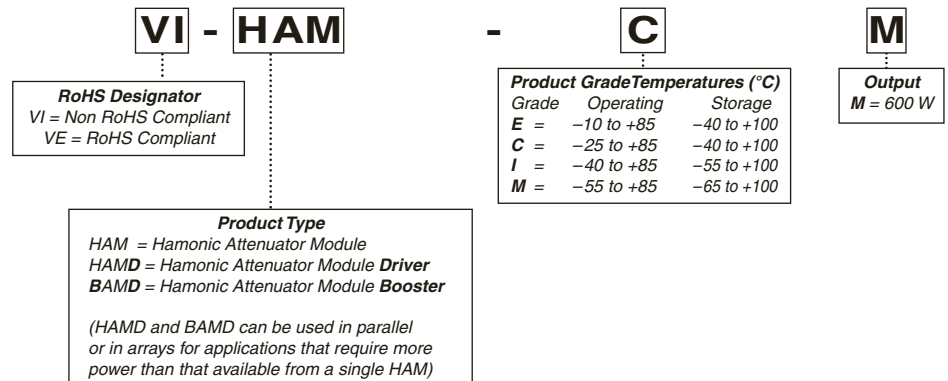 VI - HAM - C M
RoHS Designator
VI = Non RoHS Compliant
VE = RoHS Compliant
Product GradeTemperatures (°C)
Grade Operating Storage
E = –10 to +85 –40 to +100
C = –25 to +85 –40 to +100
I = –40 to +85 –55 to +100
M = –55 to +85 –65 to +100
Output
M = 600 W
Product Type
HAM = Hamonic Attenuator Module
HAMD = Hamonic Attenuator Module Driver
BAMD = Hamonic Attenuator Module Booster
(HAMD and BAMD can be used in parallel
or in arrays for applications that require more
power than that available from a single HAM)